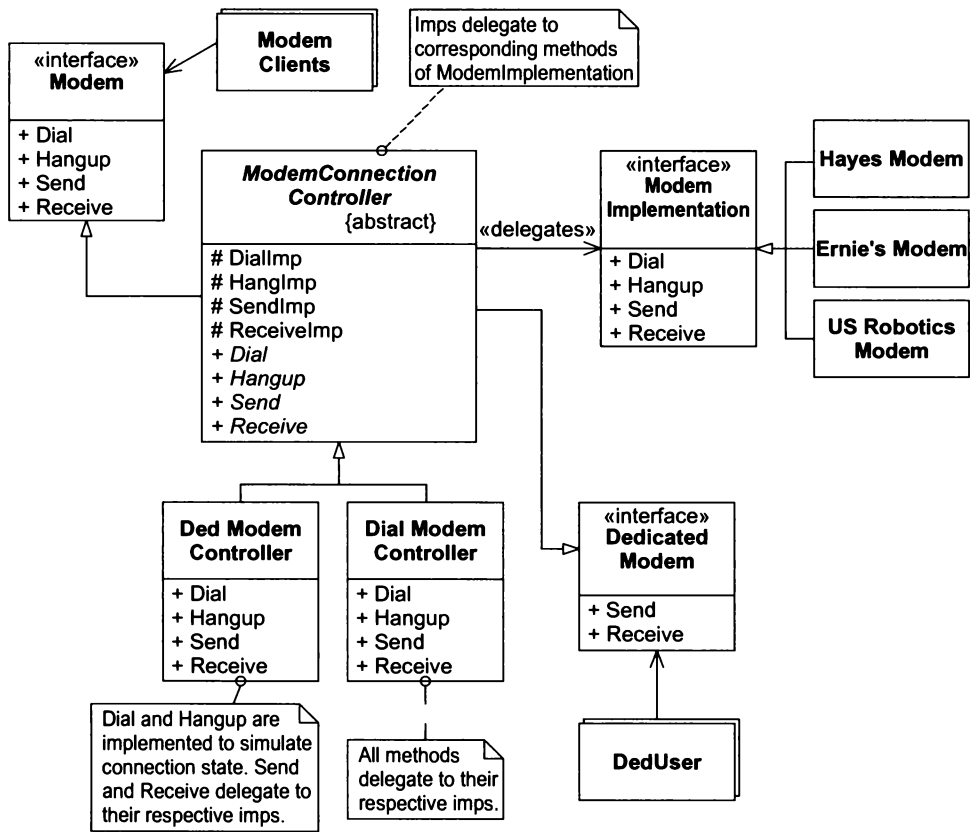 «interface»
Modem
+ Dial
+ Hangup
+ Send
+ Receive
Modem
Clients
Imps delegate to
corresponding methods
of ModemImplementation
ModemConnection
Controller
{abstract}
# DialImp
# HangImp
# SendImp
# ReceiveImp
+ Dial
+ Hangup
+ Send
+ Receive
«delegates»
«interface»
Modem
Implementation
+ Dial
+ Hangup
+ Send
+ Receive
Hayes Modem
Ernie's Modem
US Robotics
Modem
Ded Modem
Controller
+ Dial
+ Hangup
+ Send
+ Receive
Dial Modem
Controller
+ Dial
+ Hangup
+ Send
+ Receive
«interface»
Dedicated
Modem
+ Send
+ Receive
Dial and Hangup are
implemented to simulate
connection state. Send
and Receive delegate to
their respective imps.
All methods
delegate to their
respective imps.
DedUser